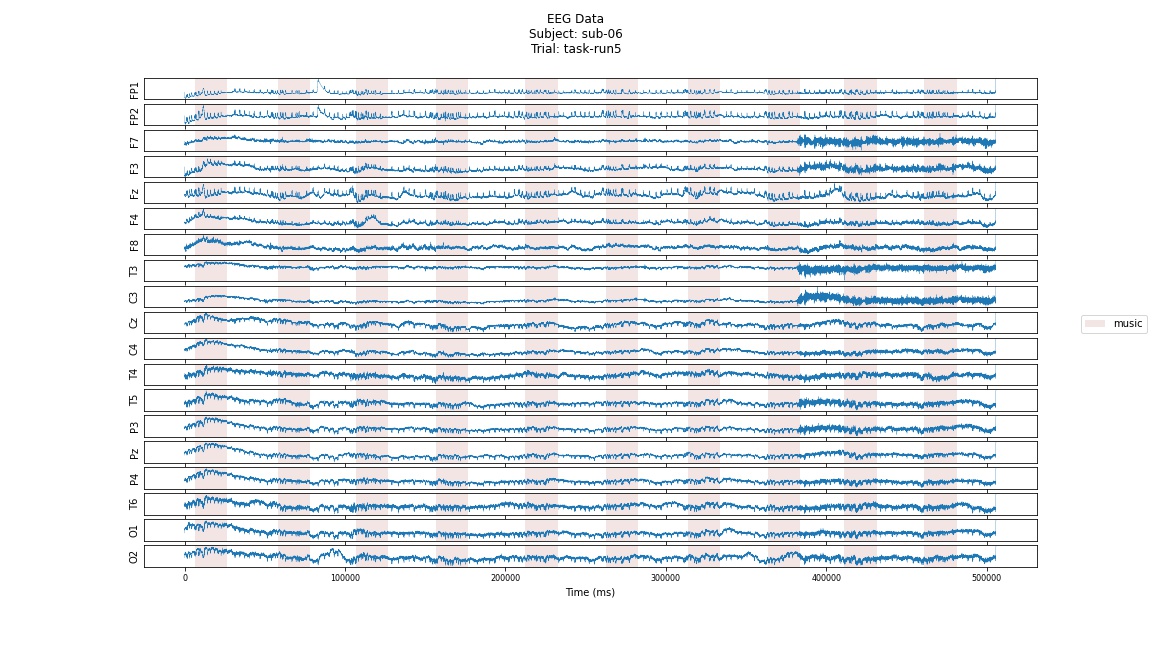 EEG Data
Subject: sub-06
Trial: task-run5
FP1
FP2
F7
F3
Fz
F4
F8
T3
C3
Cz
C4
T4
T5
P3
Pz
P4
T6
O1
O2
music
0 100000 200000 300000 400000 500000
Time (ms)